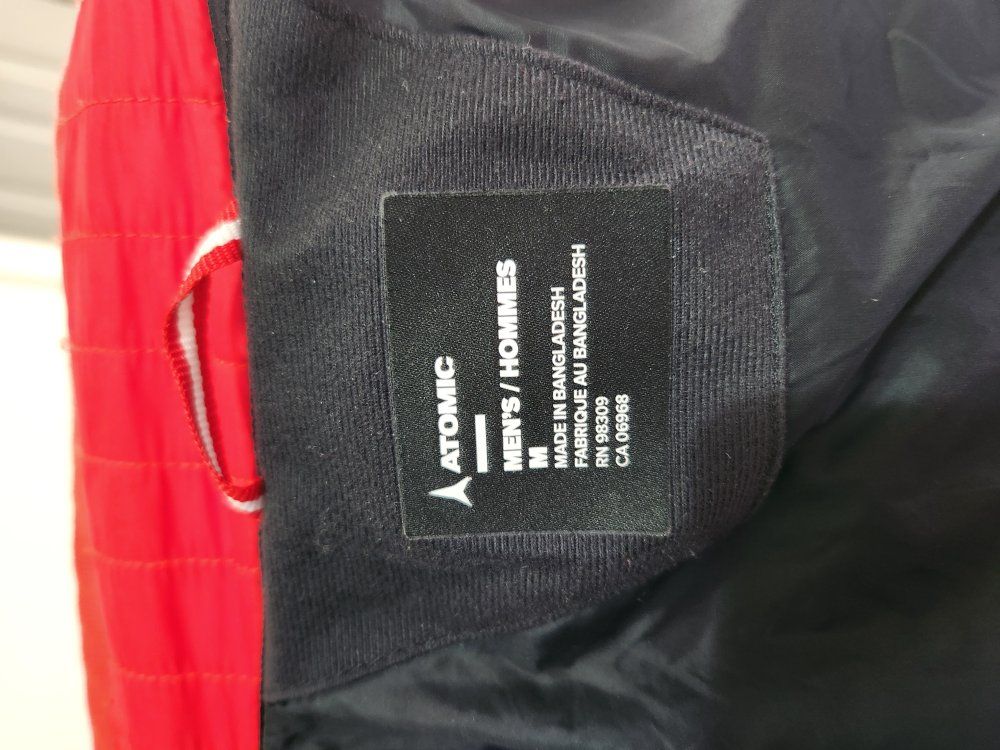 ATOMIC
MEN'S / HOMMES
M
MADE IN BANGLADESH
FABRIQUE AU BANGLADESH
RN 98309
CA 06968